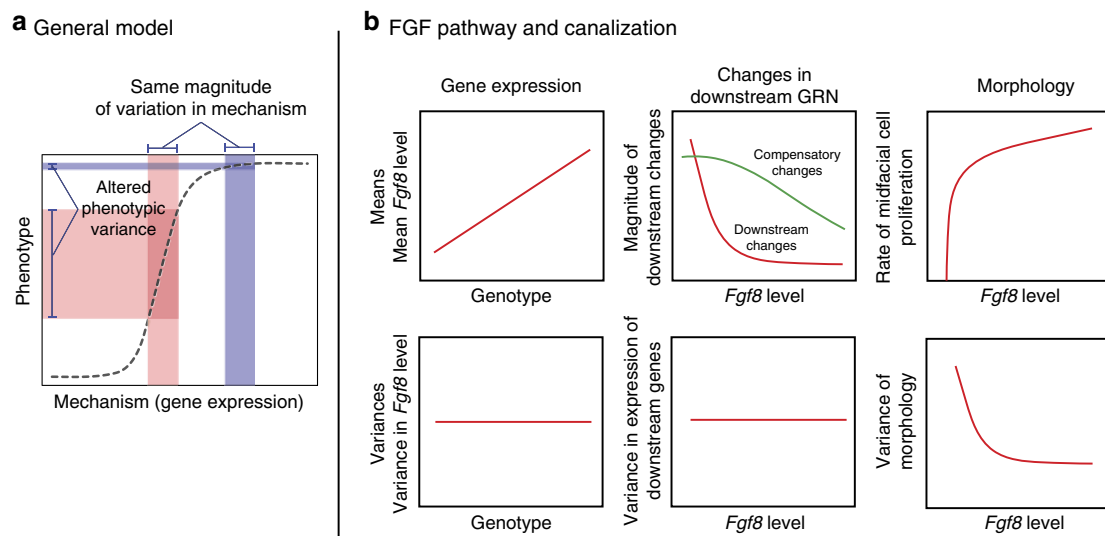 a General model
Same magnitude
of variation in mechanism
Altered
phenotypic
variance
Phenotype
Mechanism (gene expression)
b FGF pathway and canalization
Gene expression
Means
Mean Fgf8 level
Genotype
Changes in
downstream GRN
Magnitude of
downstream changes
Compensatory
changes
Downstream
changes
Fgf8 level
Morphology
Rate of midfacial cell
proliferation
Fgf8 level
Variances
Variance in Fgf8 level
Genotype
Variance in expression of
downstream genes
Fgf8 level
Variance of
morphology
Fgf8 level